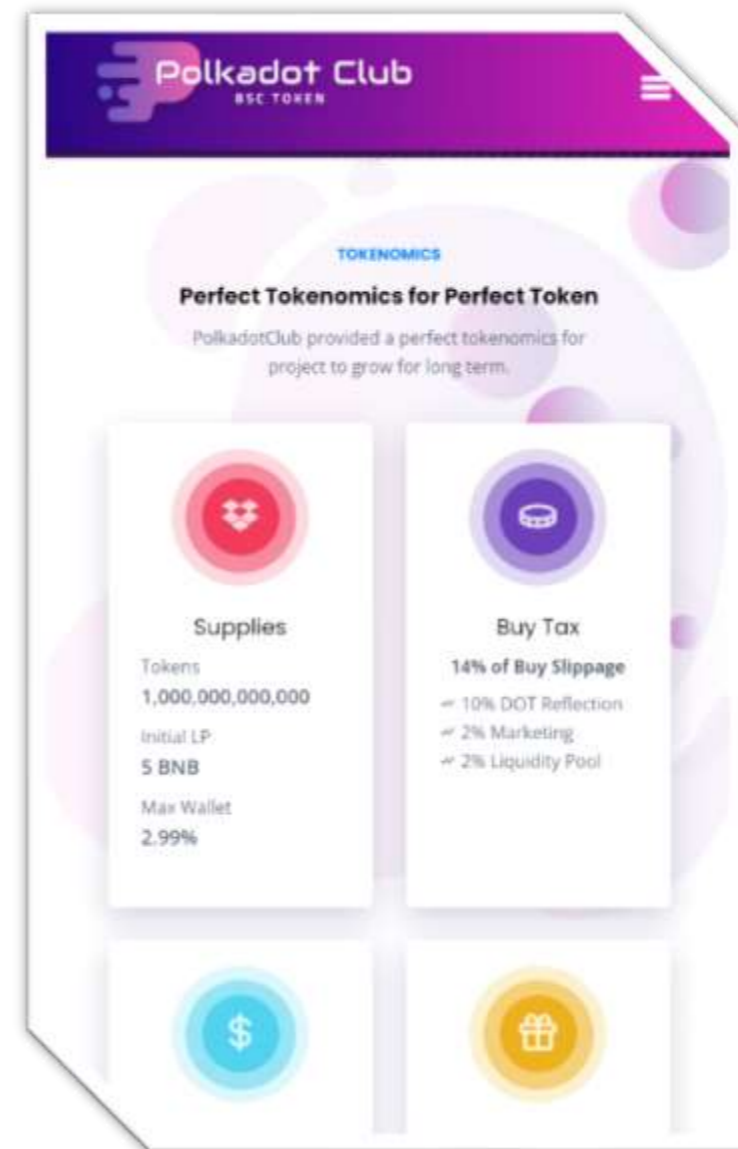 Polkadot Club
BSC TOKEN
TOKENOMICS
Perfect Tokenomics for Perfect Token
PolkadotClub provided a perfect tokenomics for
project to grow for long term.
Supplies
Tokens
1,000,000,000,000
Initial LP
5 BNB
Max Wallet
2.99%
Buy Tax
14% of Buy Slippage
10% DOT Reflection
2% Marketing
2% Liquidity Pool